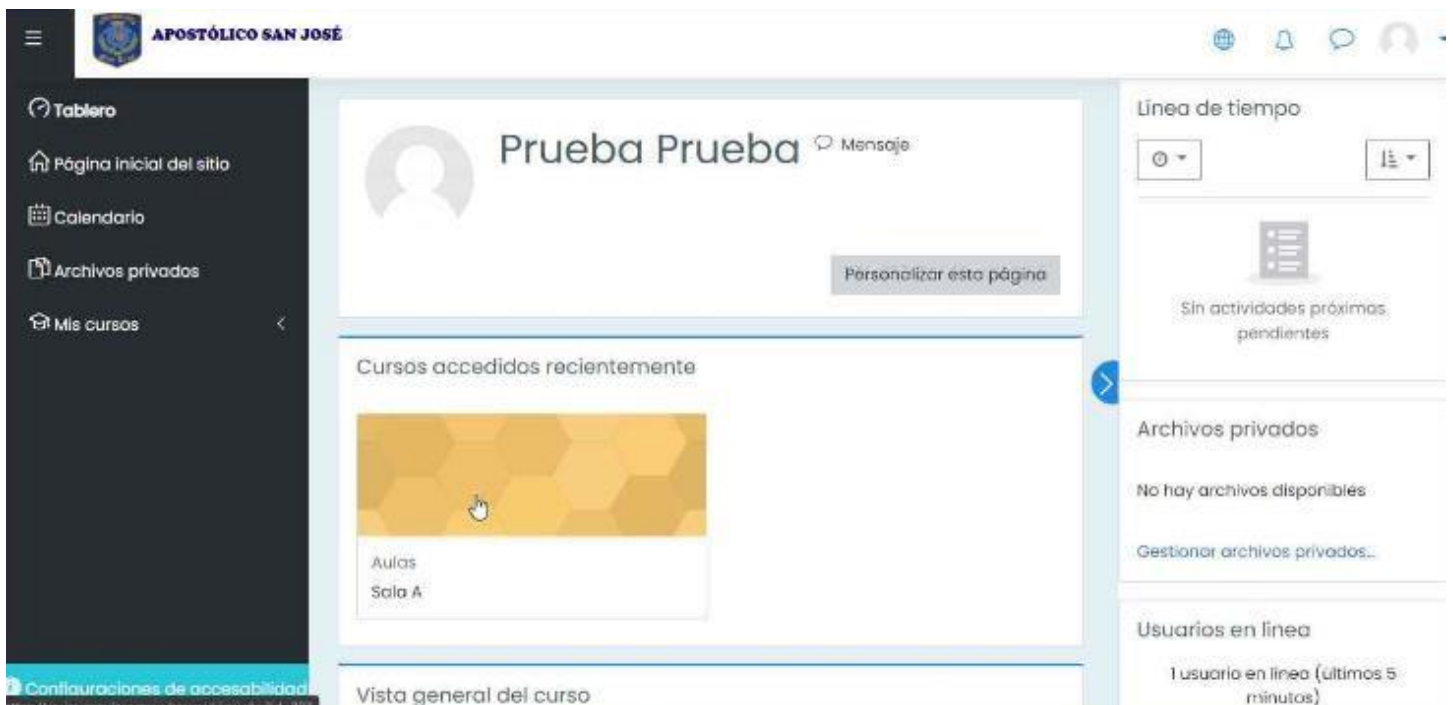 APOSTÓLICO SAN JOSÉ
Tablero
Página inicial del sitio
Calendario
Archivos privados
Mis cursos
Configuraciones de accesabilidad
Prueba Prueba
Mensaje
Personalizar esta página
Cursos accedidos recientemente
Aulas
Sala A
Vista general del curso
Línea de tiempo
Sin actividades próximas
pendientes
Archivos privados
No hay archivos disponibles
Gestionar archivos privados...
Usuarios en línea
1 usuario en línea (últimos 5
minutos)